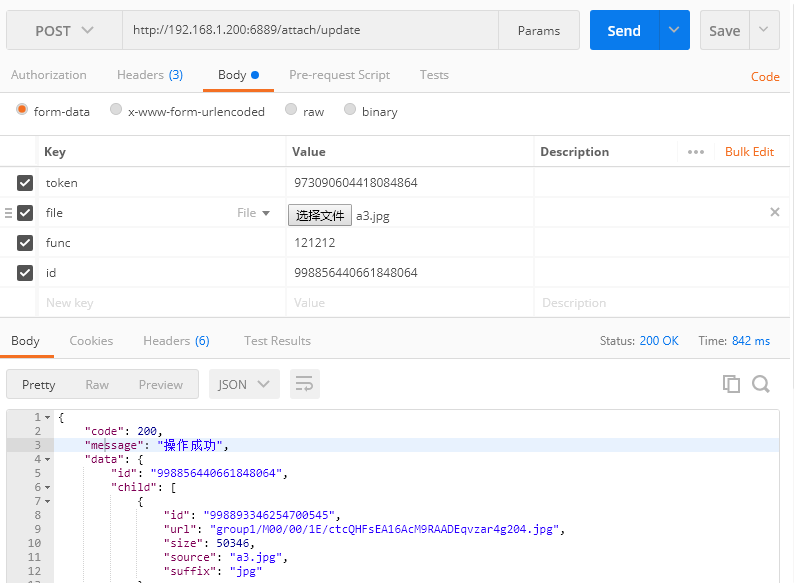 POST http://192.168.1.200:6889/attach/update Params Send Save
Authorization Headers (3) Body Pre-request Script Tests Code
form-data x-www-form-urlencoded raw binary
Key Value Description ••• Bulk Edit
token 973090604418084864
file File 选择文件 a3.jpg
func 121212
id 998856440661848064
New key Value Description
Body Cookies Headers (6) Test Results Status: 200 OK Time: 842 ms
Pretty Raw Preview JSON
1 {
2 "code": 200,
3 "message": "操作成功",
4 "data": {
5 "id": "998856440661848064",
6 "child": [
7 {
8 "id": "998893346254700545",
9 "url": "group1/M00/00/1E/ctcQHFsEA16AcM9RAADEqvzar4g204.jpg",
10 "size": 50346,
11 "source": "a3.jpg",
12 "suffix": "jpg"